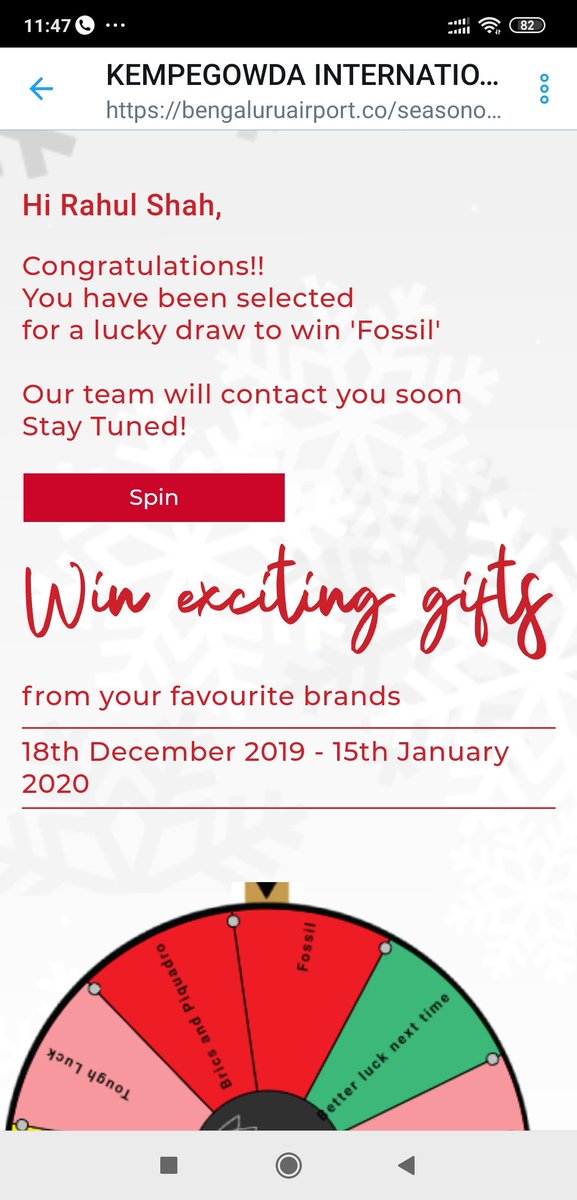 11:47
82
KEMPEGOWDA INTERNATIO...
https://bengaluruairport.co/seasono...
Hi Rahul Shah,
Congratulations!!
You have been selected
for a lucky draw to win 'Fossil'
Our team will contact you soon
Stay Tuned!
Spin
Win exciting gifts
from your favourite brands
18th December 2019 - 15th January
2020
Tough Luck
Brics and Piquadro
Fossil
Better luck next time